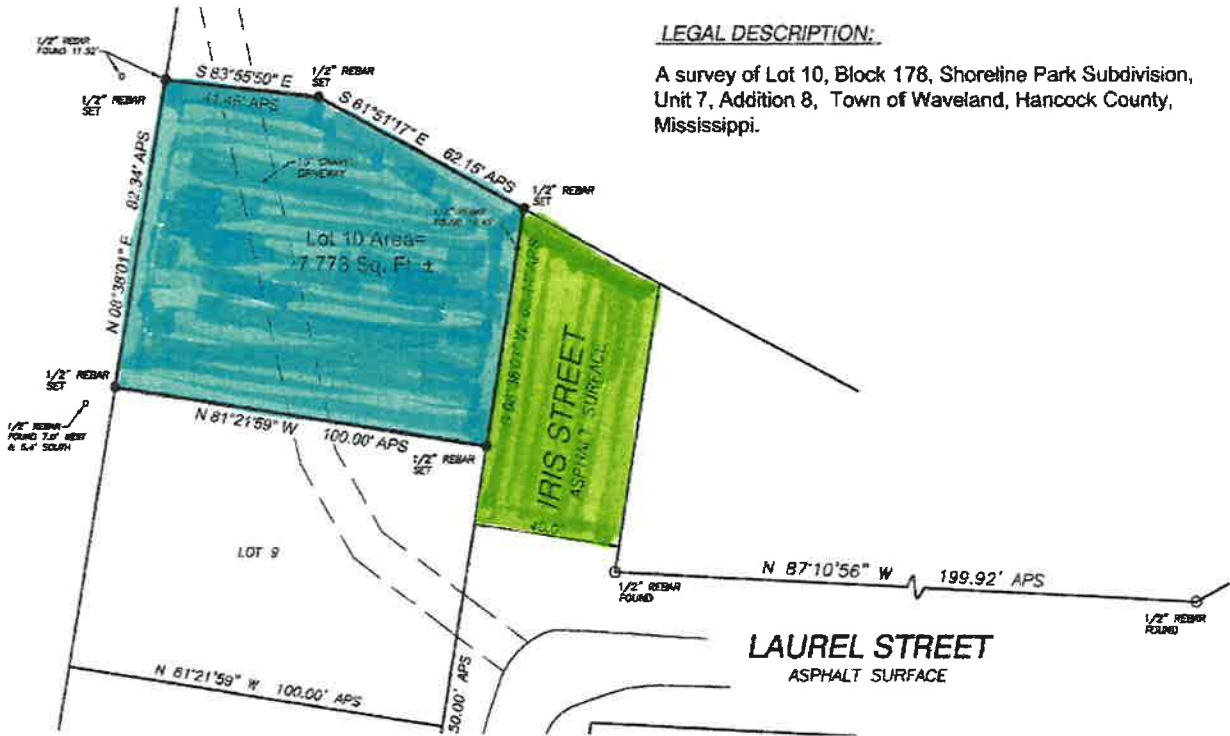 LEGAL DESCRIPTION:
A survey of Lot 10, Block 178, Shoreline Park Subdivision,
Unit 7, Addition 8, Town of Waveland, Hancock County,
Mississippi.
1/2" REBAR
FOUND 11.52'
1/2" REBAR
SET
S 83°55'50" E
APS
1/2" REBAR
SET
S 61°51'17" E
62.15' APS
1/2" REBAR
SET
N 08°38'01" E
82.34' APS
DRIVEWAY
Lot 10 Area=
7,773 Sq. Ft. ±
1/2" REBAR
SET
1/2" REBAR
FOUND 7.0' WEST
& 5.4' SOUTH
N 81°21'59" W
100.00' APS
1/2" REBAR
SET
IRIS STREET
ASPHALT SURFACE
40.0'
LOT 9
1/2" REBAR
FOUND
N 87°10'56" W
199.92' APS
1/2" REBAR
FOUND
LAUREL STREET
ASPHALT SURFACE
N 81°21'59" W 100.00' APS
50.00' APS